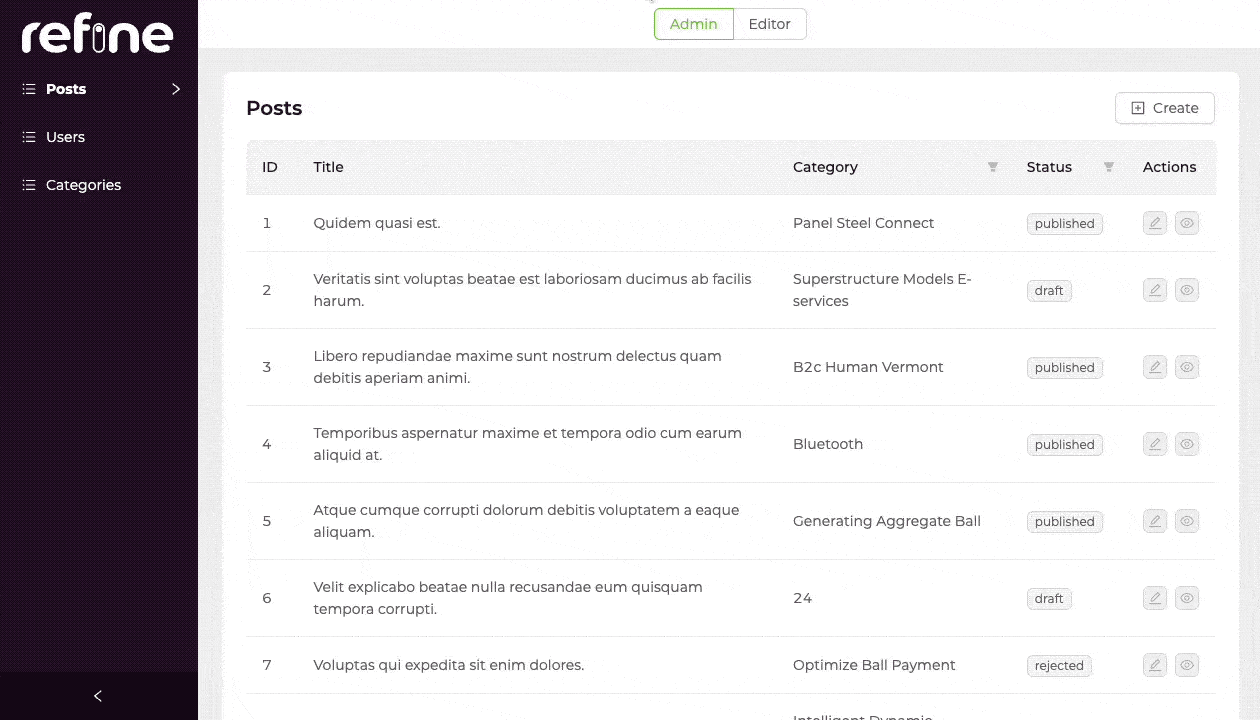 refine
Admin Editor
Posts
Users
Categories
Posts
Create
ID Title Category Status Actions
1 Quidem quasi est. Panel Steel Connect published
2 Veritatis sint voluptas beatae est laboriosam ducimus ab facilis
harum. Superstructure Models E-
services draft
3 Libero repudiandae maxime sunt nostrum delectus quam
debitis aperiam animi. B2c Human Vermont published
4 Temporibus aspernatur maxime et tempora odio cum earum
aliquid at. Bluetooth published
5 Atque cumque corrupti dolorum debitis voluptatem a eaque
aliquam. Generating Aggregate Ball published
6 Velit explicabo beatae nulla recusandae eum quisquam
tempora corrupti. 24 draft
7 Voluptas qui expedita sit enim dolores. Optimize Ball Payment rejected
Intelligent Dynamic